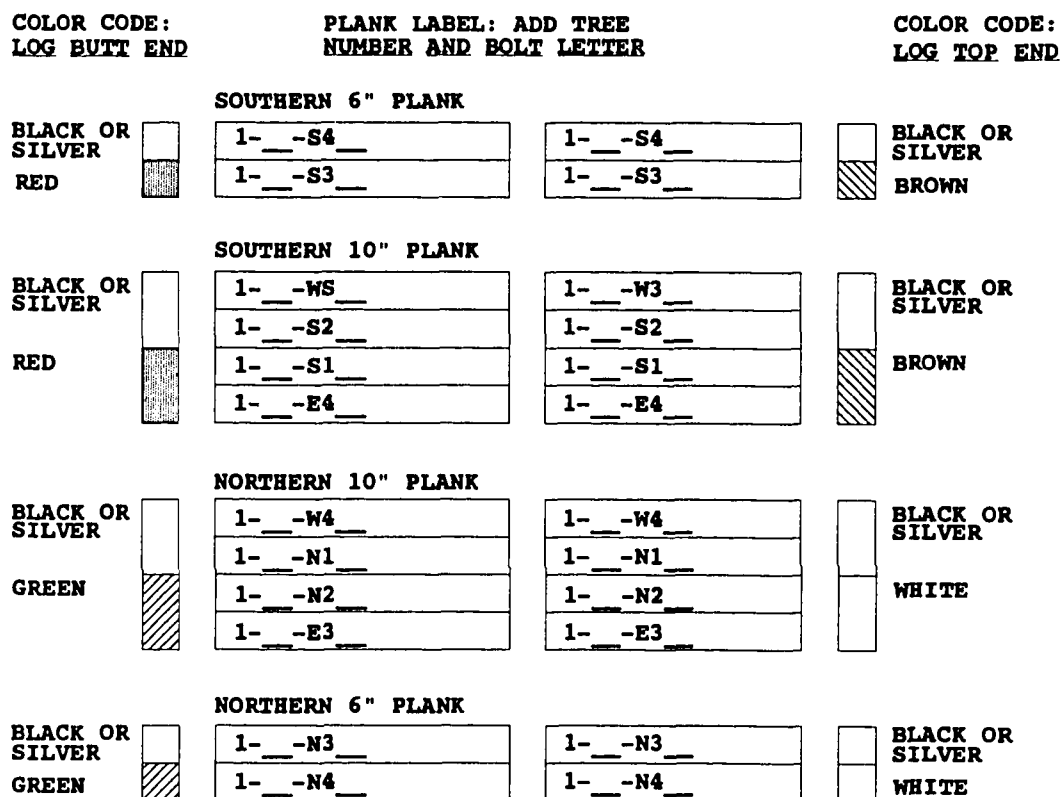 COLOR CODE: PLANK LABEL: ADD TREE COLOR CODE:
LOG BUTT END NUMBER AND BOLT LETTER LOG TOP END
SOUTHERN 6" PLANK
BLACK OR 1-__-S4__ 1-__-S4__ BLACK OR
SILVER SILVER
RED 1-__-S3__ 1-__-S3__ BROWN
SOUTHERN 10" PLANK
BLACK OR 1-__-WS__ 1-__-W3__ BLACK OR
SILVER SILVER
1-__-S2__ 1-__-S2__
RED 1-__-S1__ 1-__-S1__ BROWN
1-__-E4__ 1-__-E4__
NORTHERN 10" PLANK
BLACK OR 1-__-W4__ 1-__-W4__ BLACK OR
SILVER SILVER
1-__-N1__ 1-__-N1__
GREEN 1-__-N2__ 1-__-N2__ WHITE
1-__-E3__ 1-__-E3__
NORTHERN 6" PLANK
BLACK OR 1-__-N3__ 1-__-N3__ BLACK OR
SILVER SILVER
GREEN 1-__-N4__ 1-__-N4__ WHITE